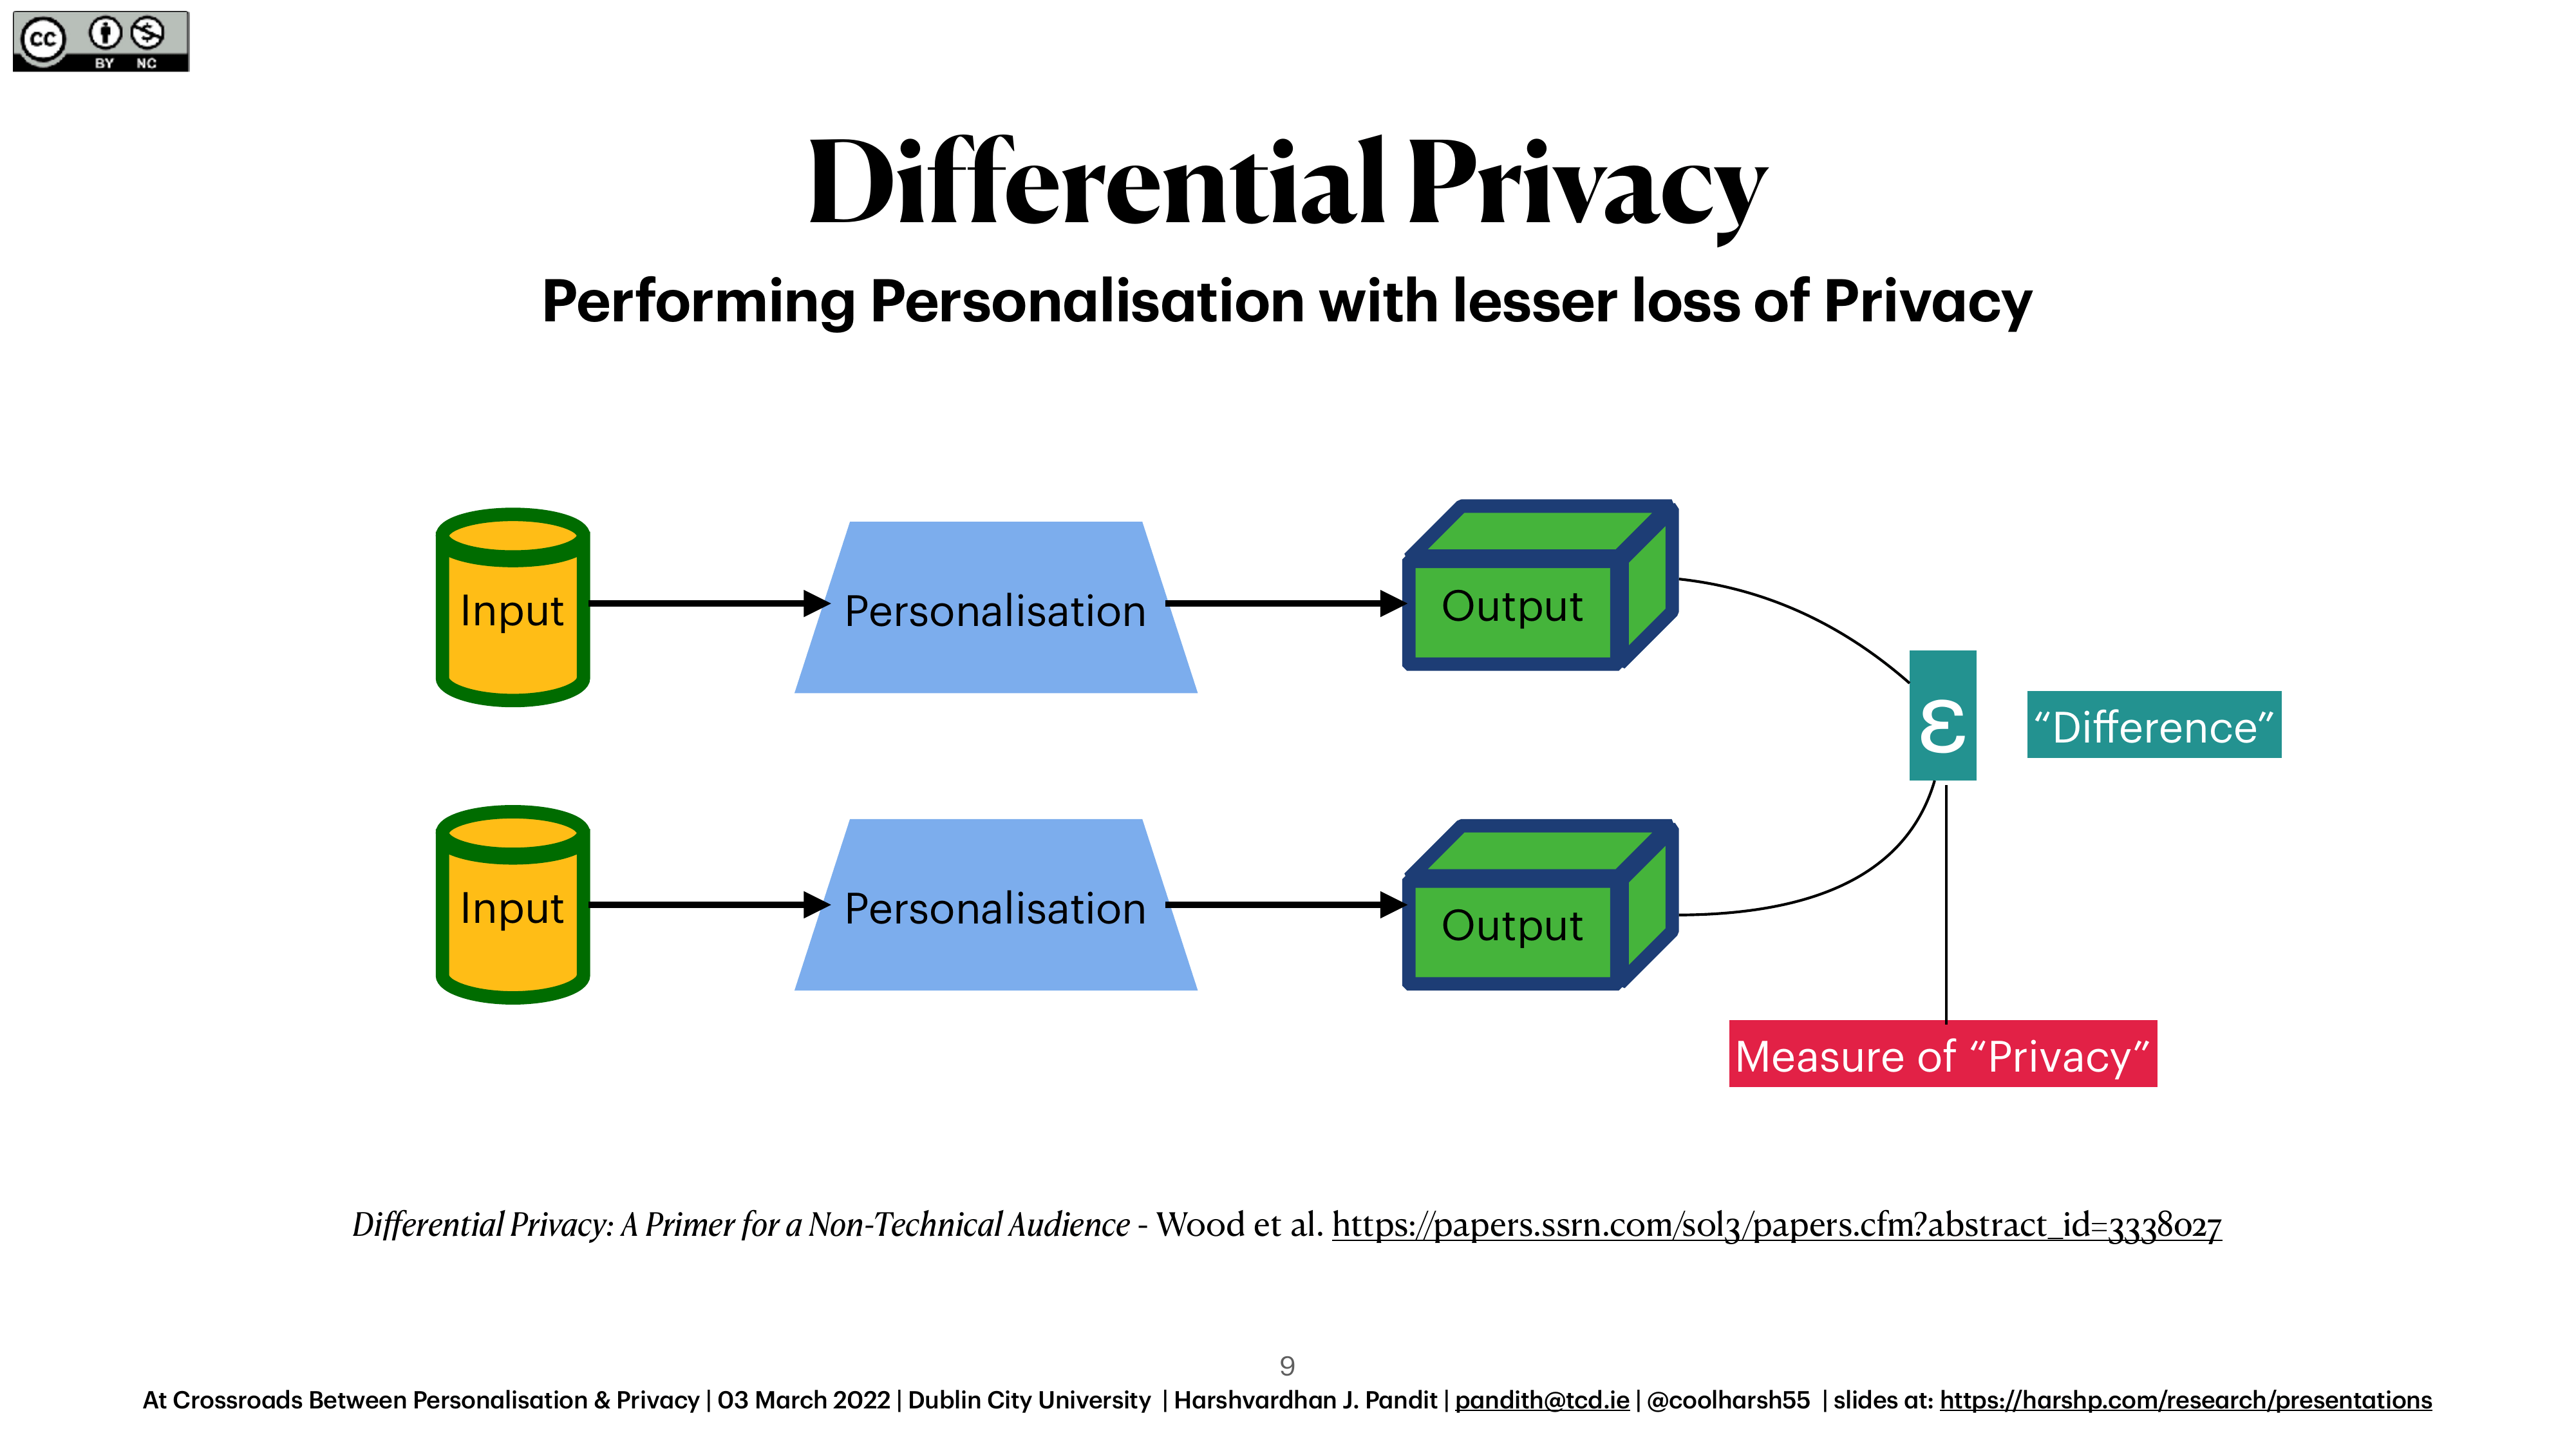 cc
BY NC
Differential Privacy
Performing Personalisation with lesser loss of Privacy
Input Personalisation Output
ε “Difference”
Input Personalisation Output
Measure of “Privacy”
Differential Privacy: A Primer for a Non-Technical Audience - Wood et al. https://papers.ssrn.com/sol3/papers.cfm?abstract_id=3338027
9
At Crossroads Between Personalisation & Privacy | 03 March 2022 | Dublin City University | Harshvardhan J. Pandit | pandith@tcd.ie | @coolharsh55 | slides at: https://harshp.com/research/presentations